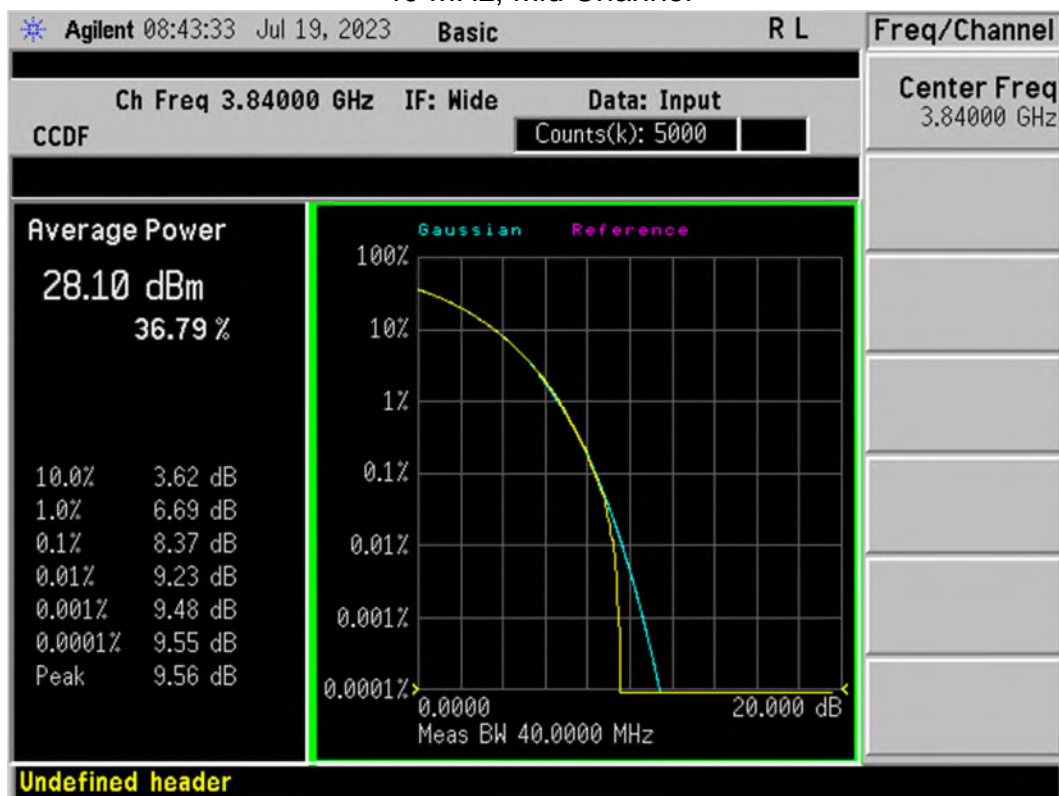 Agilent 08:43:33 Jul 19, 2023 Basic R L Freq/Channel
Ch Freq 3.84000 GHz IF: Wide Data: Input
CCDF Counts(k): 5000
Center Freq
3.84000 GHz
Average Power
28.10 dBm
36.79 %
10.0% 3.62 dB
1.0% 6.69 dB
0.1% 8.37 dB
0.01% 9.23 dB
0.001% 9.48 dB
0.0001% 9.55 dB
Peak 9.56 dB
Gaussian Reference
100%
10%
1%
0.1%
0.01%
0.001%
0.0001%
0.0000 20.000 dB
Meas BW 40.0000 MHz
Undefined header